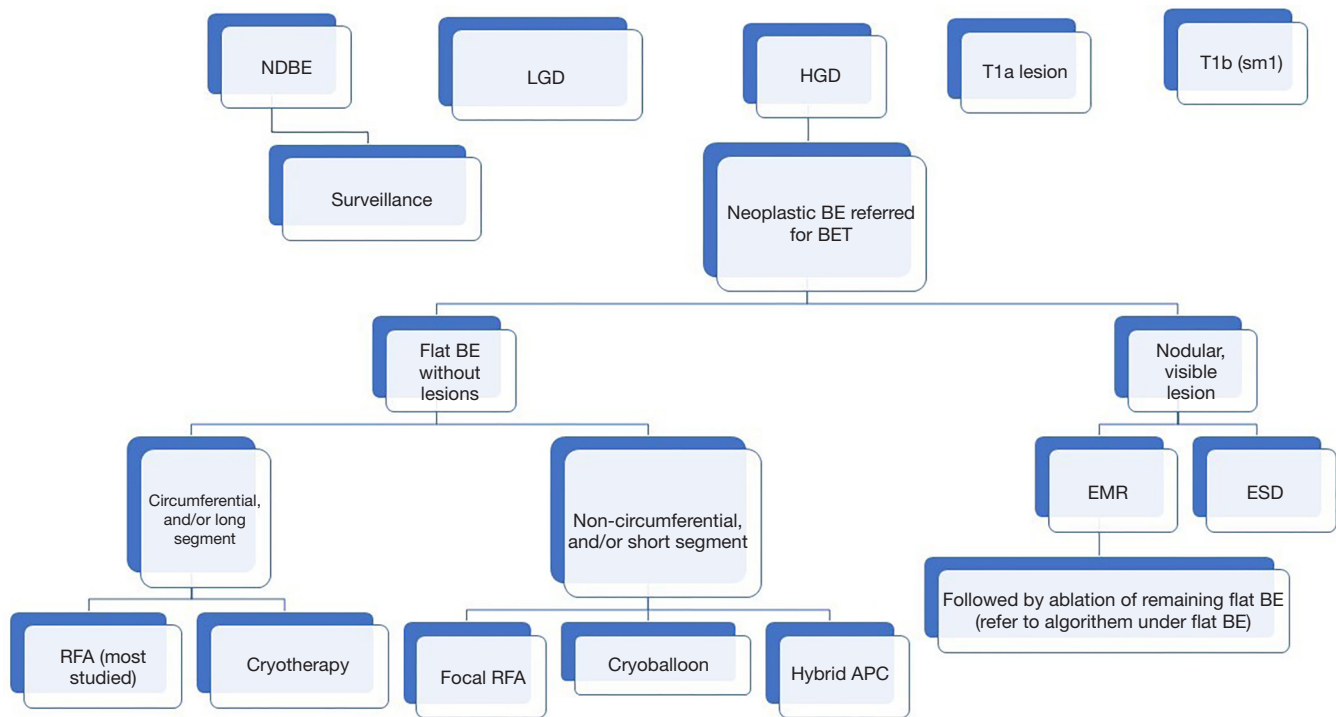 NDBE
LGD
HGD
T1a lesion
T1b (sm1)
Surveillance
Neoplastic BE referred
for BET
Flat BE
without
lesions
Nodular,
visible
lesion
Circumferential,
and/or long
segment
Non-circumferential,
and/or short segment
EMR
ESD
Followed by ablation of remaining flat BE
(refer to algorithem under flat BE)
RFA (most
studied)
Cryotherapy
Focal RFA
Cryoballoon
Hybrid APC